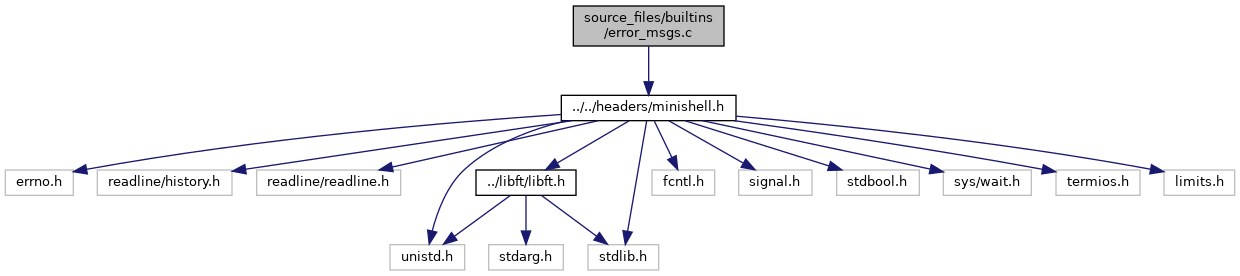 source_files/builtins
/error_msgs.c
../../headers/minishell.h
errno.h
readline/history.h
readline/readline.h
../libft/libft.h
fcntl.h
signal.h
stdbool.h
sys/wait.h
termios.h
limits.h
unistd.h
stdarg.h
stdlib.h